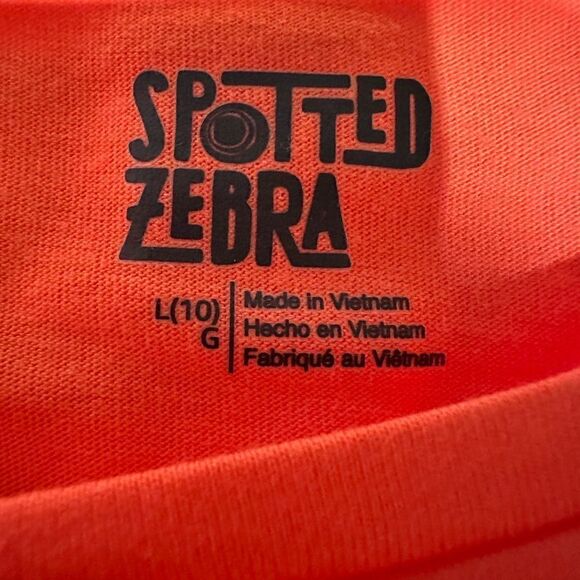 SPOTTED
ZEBRA
L(10)
G
Made in Vietnam
Hecho en Vietnam
Fabriqué au Viêtnam